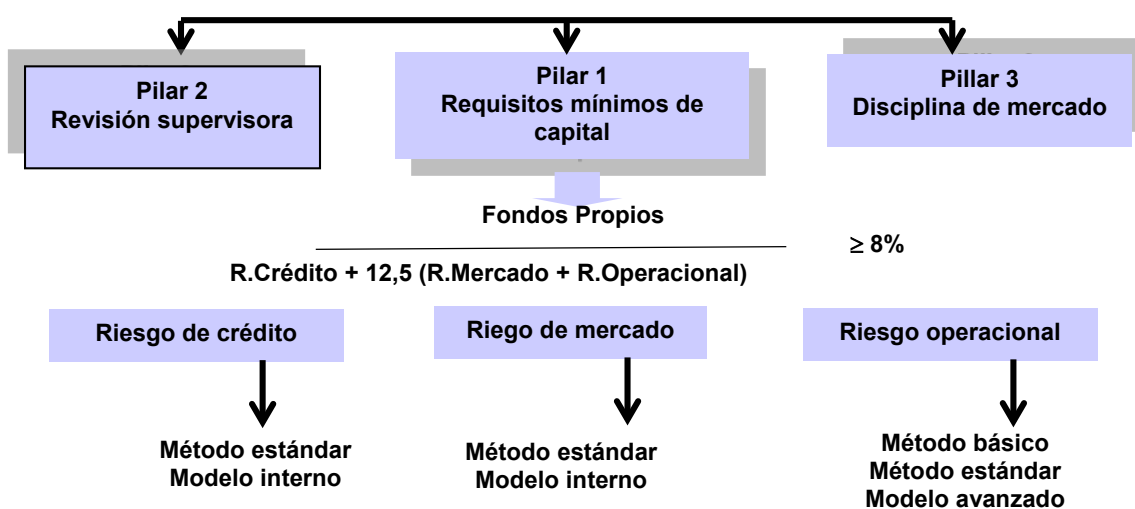 Pilar 2
Revisión supervisora
Pilar 1
Requisitos mínimos de
capital
Pillar 3
Disciplina de mercado
Fondos Propios
≥ 8%
R.Crédito + 12,5 (R.Mercado + R.Operacional)
Riesgo de crédito
Riego de mercado
Riesgo operacional
Método estándar
Modelo interno
Método estándar
Modelo interno
Método básico
Método estándar
Modelo avanzado